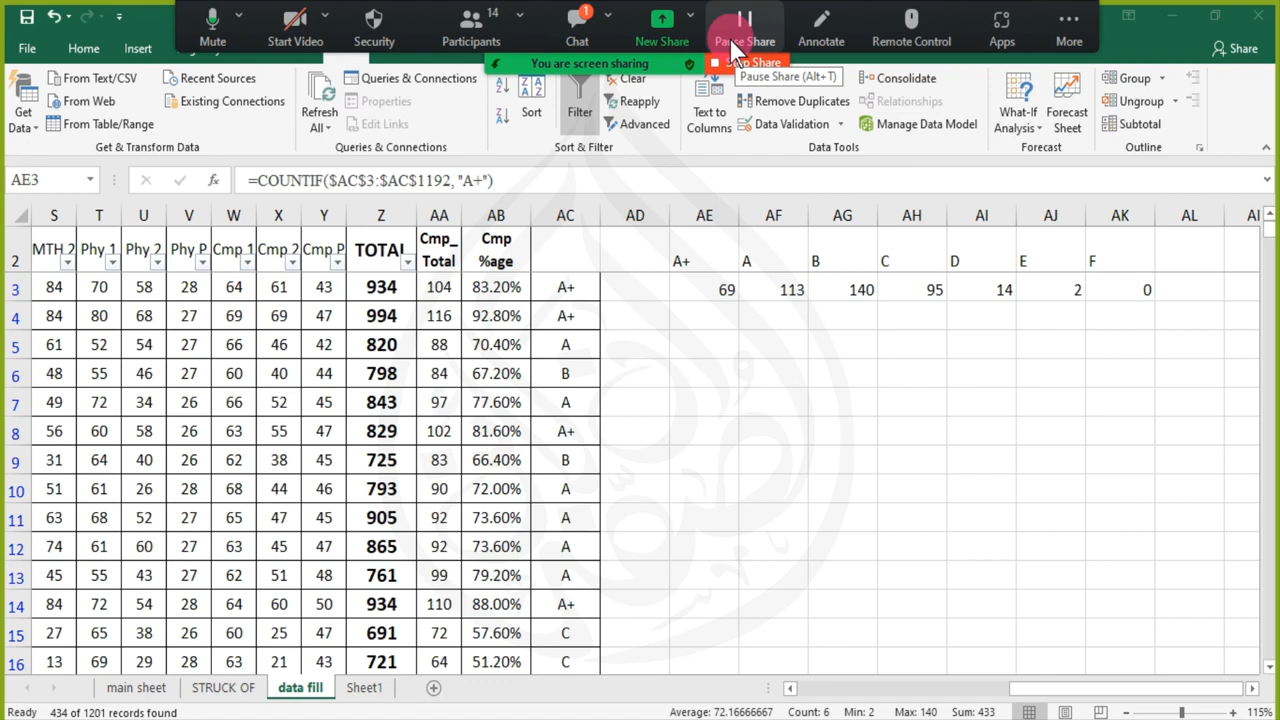 Mute
Start Video
Security
14
Participants
1
Chat
New Share
Pause Share
Annotate
Remote Control
Apps
More
File
Home
Insert
Share
You are screen sharing
Stop Share
Pause Share (Alt+T)
Get
Data
From Text/CSV
From Web
From Table/Range
Recent Sources
Existing Connections
Get & Transform Data
Refresh
All
Queries & Connections
Properties
Edit Links
Queries & Connections
Sort
Filter
Clear
Reapply
Advanced
Sort & Filter
Text to
Columns
Remove Duplicates
Data Validation
Consolidate
Relationships
Manage Data Model
Data Tools
What-If
Analysis
Forecast
Sheet
Forecast
Group
Ungroup
Subtotal
Outline
AE3 fx =COUNTIF($AC$3:$AC$1192, "A+")
S T U V W X Y Z AA AB AC AD AE AF AG AH AI AJ AK AL
2 MTH 2 Phy 1 Phy 2 Phy P Cmp 1 Cmp 2 Cmp P TOTAL Cmp_ Total Cmp %age A+ A B C D E F
3 84 70 58 28 64 61 43 934 104 83.20% A+ 69 113 140 95 14 2 0
4 84 80 68 27 69 69 47 994 116 92.80% A+
5 61 52 54 27 66 46 42 820 88 70.40% A
6 48 55 46 27 60 40 44 798 84 67.20% B
7 49 72 34 26 66 52 45 843 97 77.60% A
8 56 60 58 26 63 55 47 829 102 81.60% A+
9 31 64 40 26 62 38 45 725 83 66.40% B
10 51 61 26 28 68 44 46 793 90 72.00% A
11 63 68 52 27 65 47 45 905 92 73.60% A
12 74 61 60 27 63 45 47 865 92 73.60% A
13 45 55 43 27 62 51 48 761 99 79.20% A
14 84 72 54 28 64 60 50 934 110 88.00% A+
15 27 65 38 26 60 25 47 691 72 57.60% C
16 13 69 29 28 63 21 43 721 64 51.20% C
main sheet STRUCK OF data fill Sheet1
Ready 434 of 1201 records found Average: 72.16666667 Count: 6 Min: 2 Max: 140 Sum: 433 115%